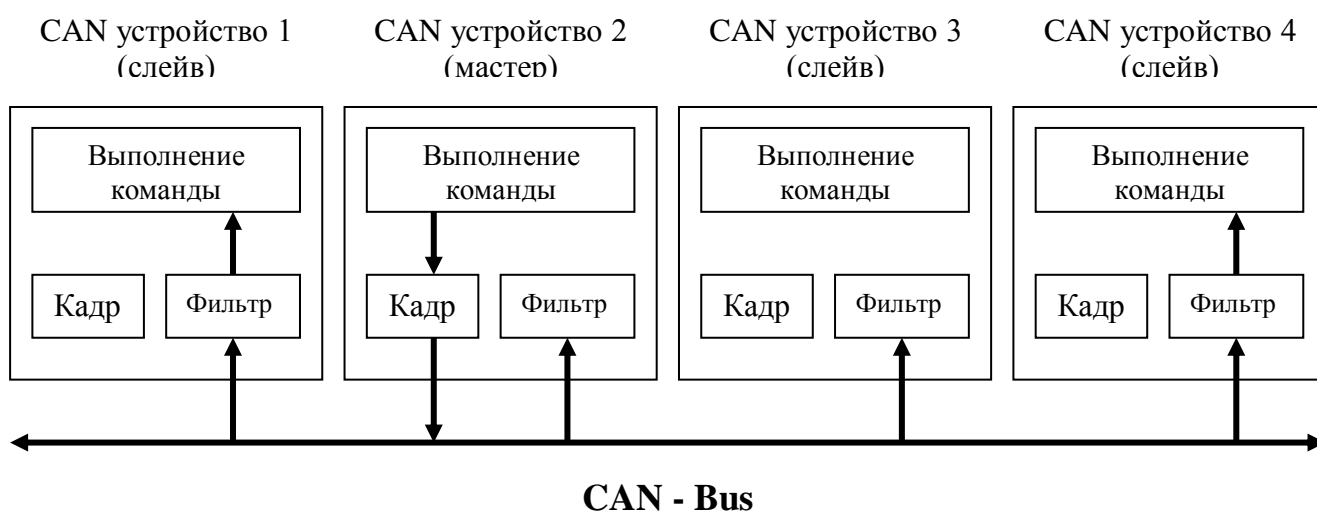 CAN устройство 1
(слейв)
CAN устройство 2
(мастер)
CAN устройство 3
(слейв)
CAN устройство 4
(слейв)
Выполнение
команды
Выполнение
команды
Выполнение
команды
Выполнение
команды
Кадр
Фильтр
Кадр
Фильтр
Кадр
Фильтр
Кадр
Фильтр
CAN - Bus